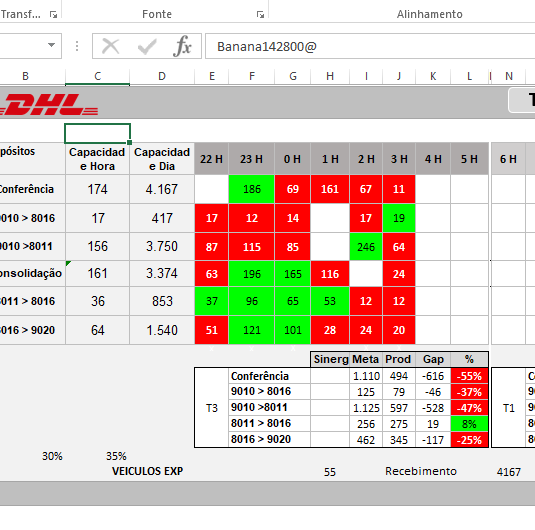 Transf...
Fonte
Alinhamento
fx
Banana142800@
B C D E F G H I J K L N
DHL
T
pósitos Capacidad e Hora Capacidad e Dia 22 H 23 H 0 H 1 H 2 H 3 H 4 H 5 H 6 H
Conferência 174 4.167 186 69 161 67 11
9010 > 8016 17 417 17 12 14 17 19
9010 >8011 156 3.750 87 115 85 246 64
onsolidação 161 3.374 63 196 165 116 24
8011 > 8016 36 853 37 96 65 53 12 12
8016 > 9020 64 1.540 51 121 101 28 24 20
Sinerg Meta Prod Gap %
Conferência 1.110 494 -616 -55% C
9010 > 8016 125 79 -46 -37% 9
T3 9010 >8011 1.125 597 -528 -47% T1 9
8011 > 8016 256 275 19 8% 8
8016 > 9020 462 345 -117 -25% 8
30% 35%
VEICULOS EXP 55 Recebimento 4167